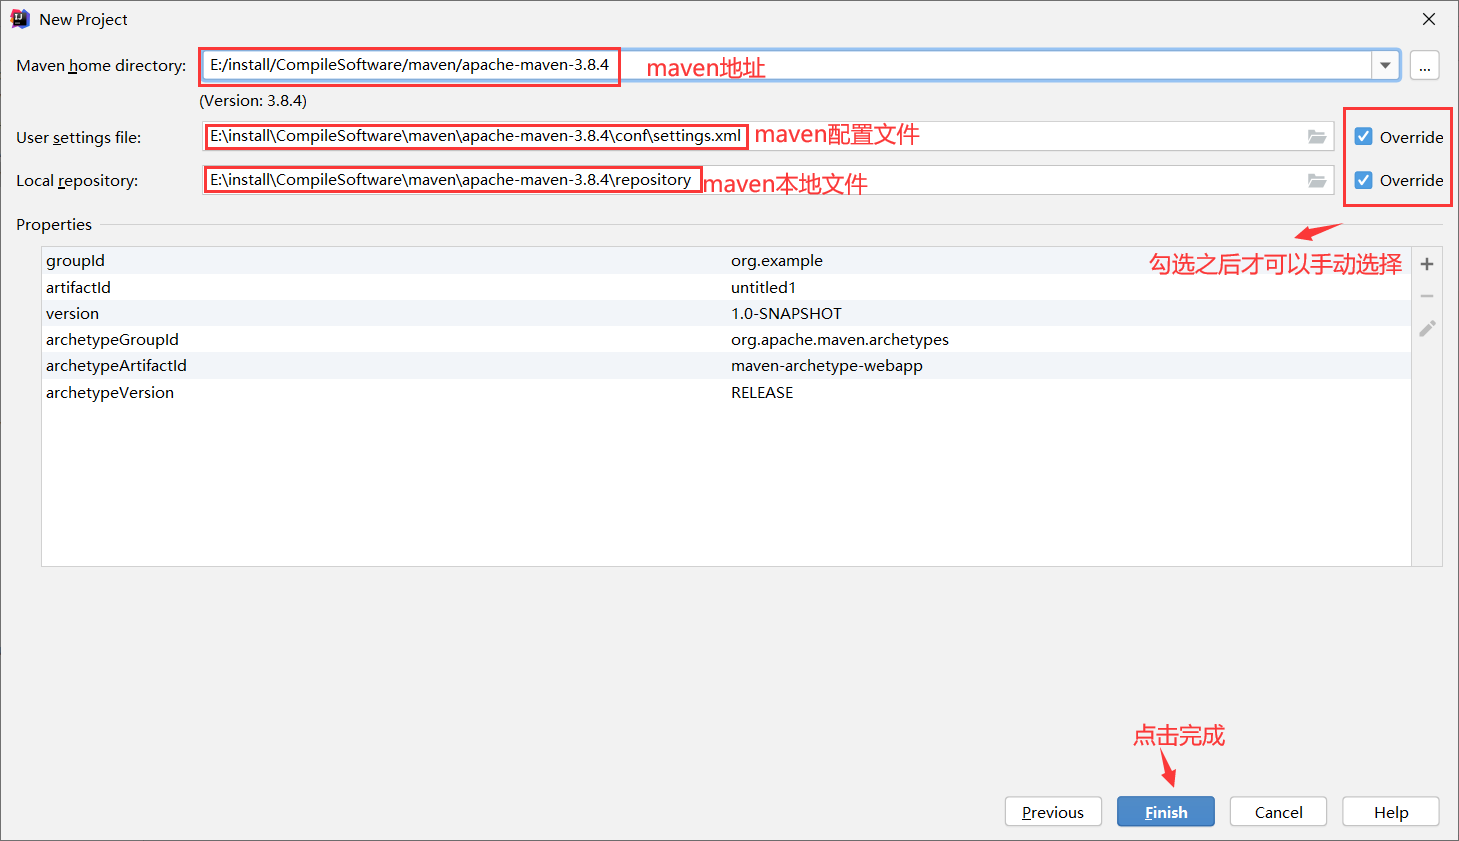 New Project
Maven home directory: E:/install/CompileSoftware/maven/apache-maven-3.8.4 maven地址 ...
(Version: 3.8.4)
User settings file: E:\install\CompileSoftware\maven\apache-maven-3.8.4\conf\settings.xml maven配置文件 Override
Local repository: E:\install\CompileSoftware\maven\apache-maven-3.8.4\repository maven本地文件 Override
Properties
groupId org.example 勾选之后才可以手动选择
artifactId untitled1
version 1.0-SNAPSHOT
archetypeGroupId org.apache.maven.archetypes
archetypeArtifactId maven-archetype-webapp
archetypeVersion RELEASE
点击完成
Previous Finish Cancel Help